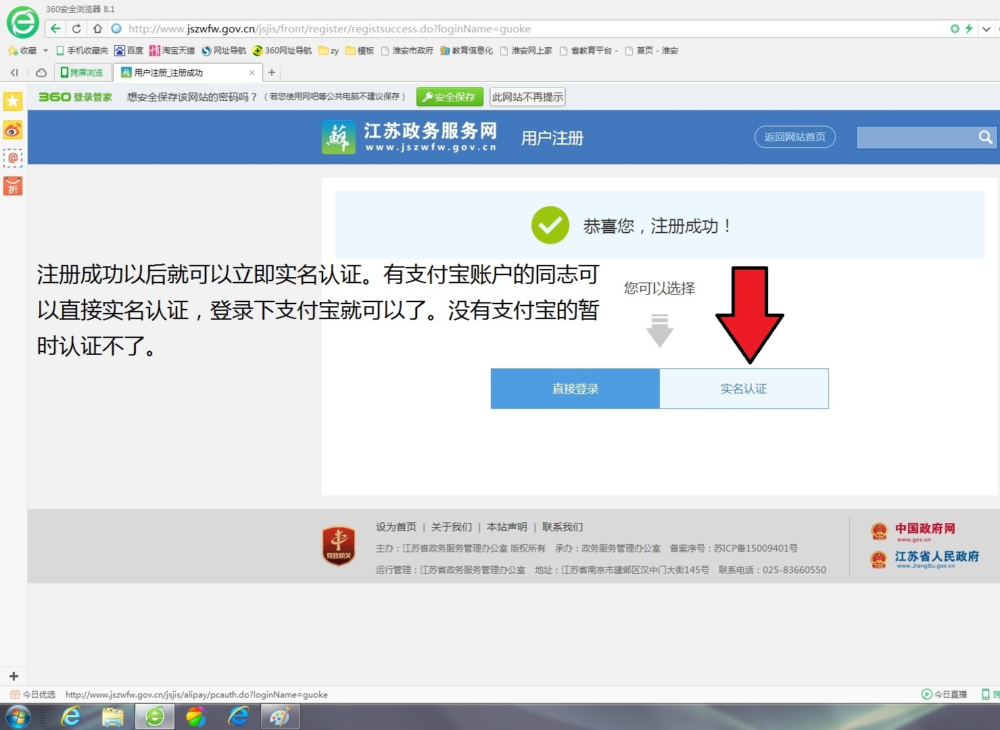 360安全浏览器 8.1
http://www.jszwfw.gov.cn/jsjis/front/register/registsuccess.do?loginName=guoke
收藏 手机收藏夹 百度 淘宝天猫 网址导航 360网址导航 zy 模板 淮安市政府 教育信息化 淮安网上家 省教育平台 - 首页 - 淮安
跨屏浏览 用户注册_注册成功
360登录管家 想安全保存该网站的密码吗？（若您使用网吧等公共电脑不建议保存） 安全保存 此网站不再提示
@
折
蘇 江苏政务服务网 用户注册 返回网站首页
www.jszwfw.gov.cn
恭喜您，注册成功！
注册成功以后就可以立即实名认证。有支付宝账户的同志可
以直接实名认证，登录下支付宝就可以了。没有支付宝的暂
时认证不了。
您可以选择
直接登录 实名认证
党政机关
设为首页 | 关于我们 | 本站声明 | 联系我们
主办：江苏省政务服务管理办公室 版权所有 承办：政务服务管理办公室 备案序号：苏ICP备15009401号
运行管理：江苏省政务服务管理办公室 地址：江苏省南京市建邺区汉中门大街145号 联系电话：025-83660550
中国政府网
www.gov.cn
江苏省人民政府
www.JiangSu.gov.cn
今日优选 http://www.jszwfw.gov.cn/jsjis/alipay/pcauth.do?loginName=guoke 今日直播 跨